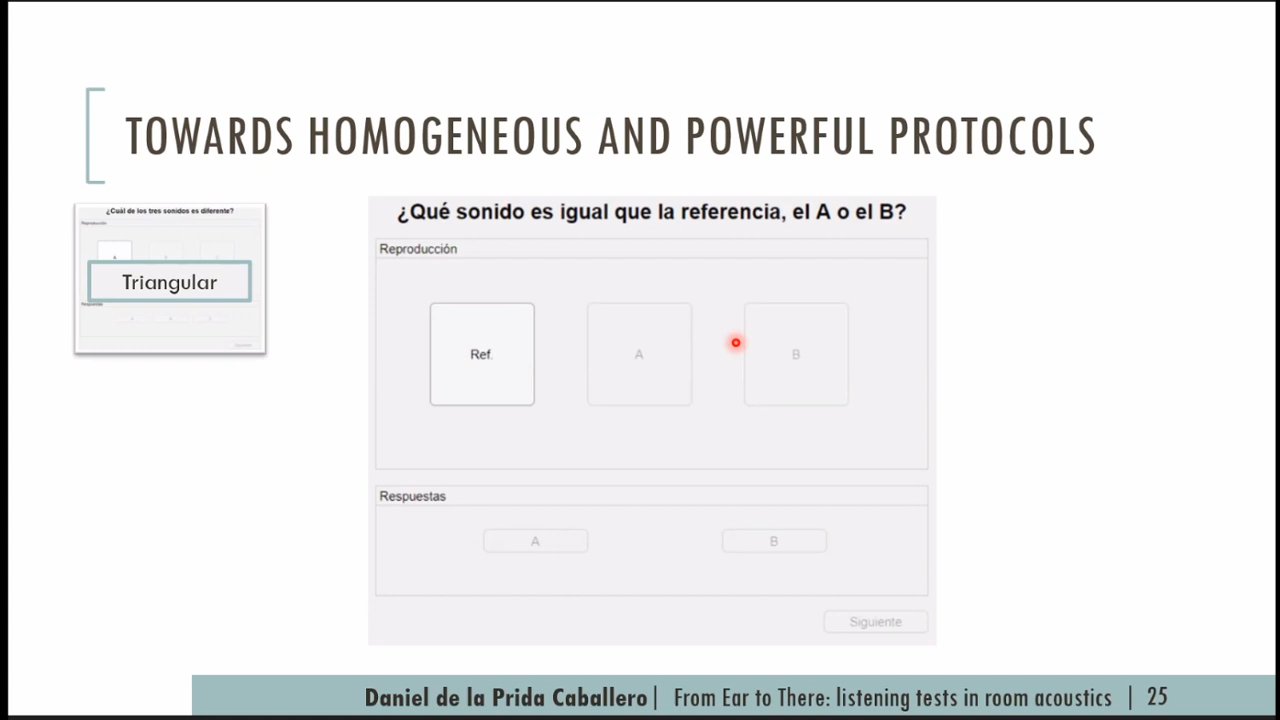 TOWARDS HOMOGENEOUS AND POWERFUL PROTOCOLS
¿Cuál de los tres sonidos es diferente?
Reproducción
A
Triangular
Respuestas
¿Qué sonido es igual que la referencia, el A o el B?
Reproducción
Ref.
A
B
Respuestas
A
B
Siguiente
Daniel de la Prida Caballero| From Ear to There: listening tests in room acoustics | 25